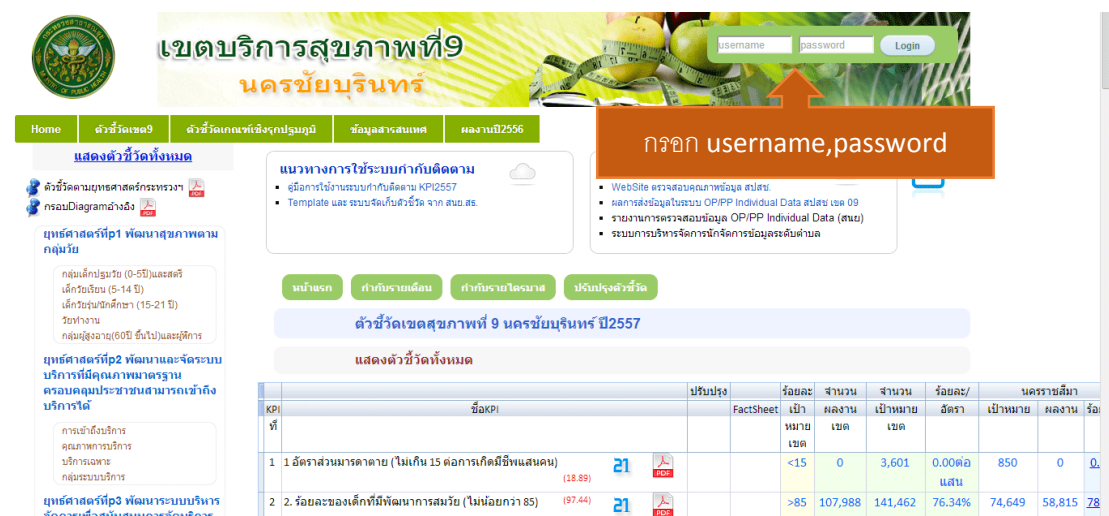 เขตบริการสุขภาพที่9
นครชัยบุรินทร์
username password Login
กรอก username,password
Home ตัวชี้วัดเขต9 ตัวชี้วัดเกณฑ์เชิงรุกปฐมภูมิ ข้อมูลสารสนเทศ ผลงานปี2556
แสดงตัวชี้วัดทั้งหมด
ตัวชี้วัดตามยุทธศาสตร์กระทรวงฯ
กรอบDiagramอ้างอิง
ยุทธ์ศาสตร์ที่p1 พัฒนาสุขภาพตาม
กลุ่มวัย
กลุ่มเด็กปฐมวัย (0-5ปี)และสตรี
เด็กวัยเรียน (5-14 ปี)
เด็กวัยรุ่น/นักศึกษา (15-21 ปี)
วัยทำงาน
กลุ่มผู้สูงอายุ(60ปี ขึ้นไป)และผู้พิการ
ยุทธ์ศาสตร์ที่p2 พัฒนาและจัดระบบ
บริการที่มีคุณภาพมาตรฐาน
ครอบคลุมประชาชนสามารถเข้าถึง
บริการได้
การเข้าถึงบริการ
คุณภาพการบริการ
บริการเฉพาะ
กลุ่มระบบบริการ
ยุทธ์ศาสตร์ที่p3 พัฒนาระบบบริหาร
แนวทางการใช้ระบบกำกับติดตาม
คู่มือการใช้งานระบบกำกับติดตาม KPI2557
Template และ ระบบจัดเก็บตัวชี้วัด จาก สนย.สธ.
WebSite ตรวจสอบคุณภาพข้อมูล สปสช.
ผลการส่งข้อมูลในระบบ OP/PP Individual Data สปสช เขต 09
รายงานการตรวจสอบข้อมูล OP/PP Individual Data (สนย)
ระบบการบริหารจัดการนักจัดการข้อมูลระดับตำบล
หน้าแรก กำกับรายเดือน กำกับรายไตรมาส ปรับปรุงตัวชี้วัด
ตัวชี้วัดเขตสุขภาพที่ 9 นครชัยบุรินทร์ ปี2557
แสดงตัวชี้วัดทั้งหมด
ปรับปรุง ร้อยละ จำนวน จำนวน ร้อยละ/ นครราชสีมา
KPI ชื่อKPI FactSheet เป้า ผลงาน เป้าหมาย อัตรา เป้าหมาย ผลงาน
ที่ หมาย เขต เขต
เขต
1 1 อัตราส่วนมารดาตาย (ไม่เกิน 15 ต่อการเกิดมีชีพแสนคน) 21 <15 0 3,601 0.00ต่อ 850 0 0.
(18.89) แสน
2 2. ร้อยละของเด็กที่มีพัฒนาการสมวัย (ไม่น้อยกว่า 85) (97.44) 21 >85 107,988 141,462 76.34% 74,649 58,815 78